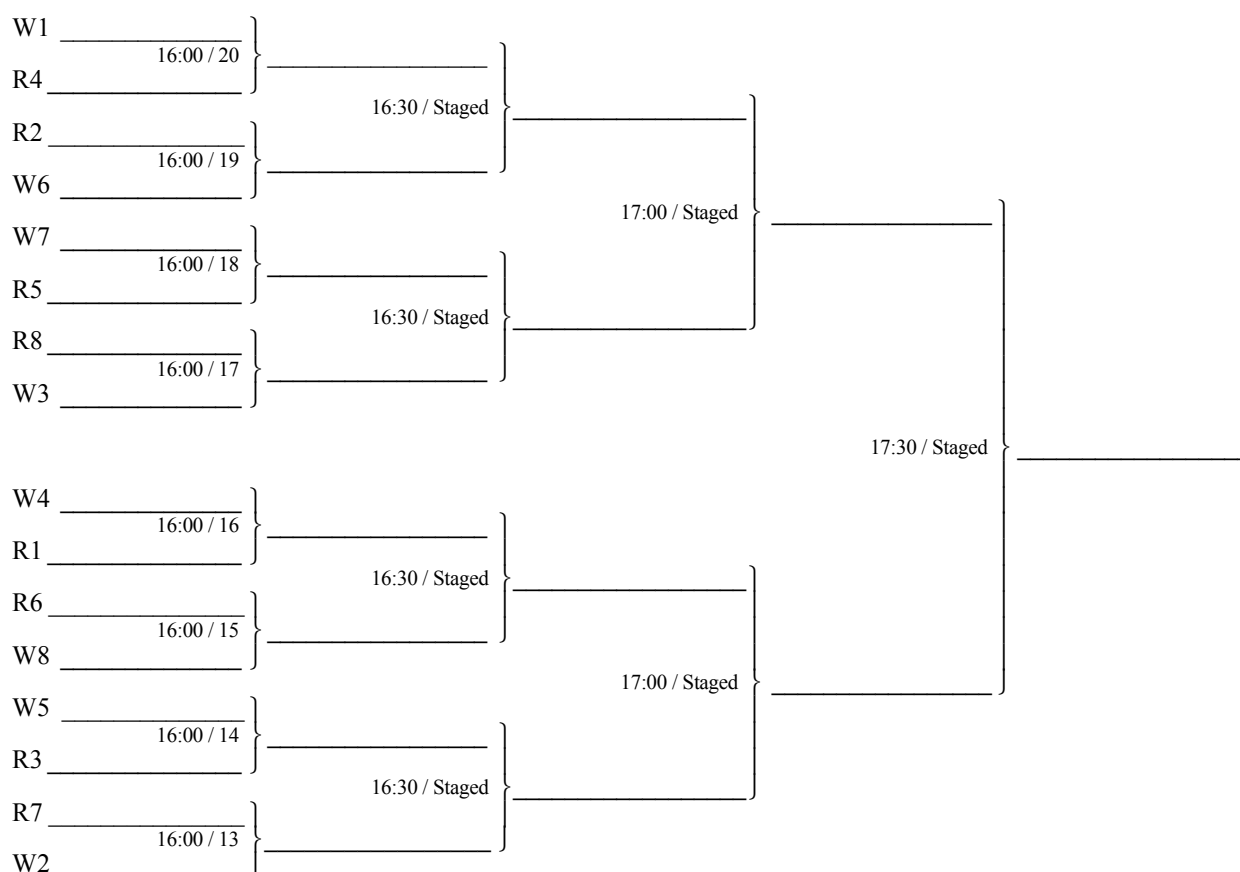 W1
16:00 / 20
R4
16:30 / Staged
R2
16:00 / 19
W6
17:00 / Staged
W7
16:00 / 18
R5
16:30 / Staged
R8
16:00 / 17
W3
17:30 / Staged
W4
16:00 / 16
R1
16:30 / Staged
R6
16:00 / 15
W8
17:00 / Staged
W5
16:00 / 14
R3
16:30 / Staged
R7
16:00 / 13
W2